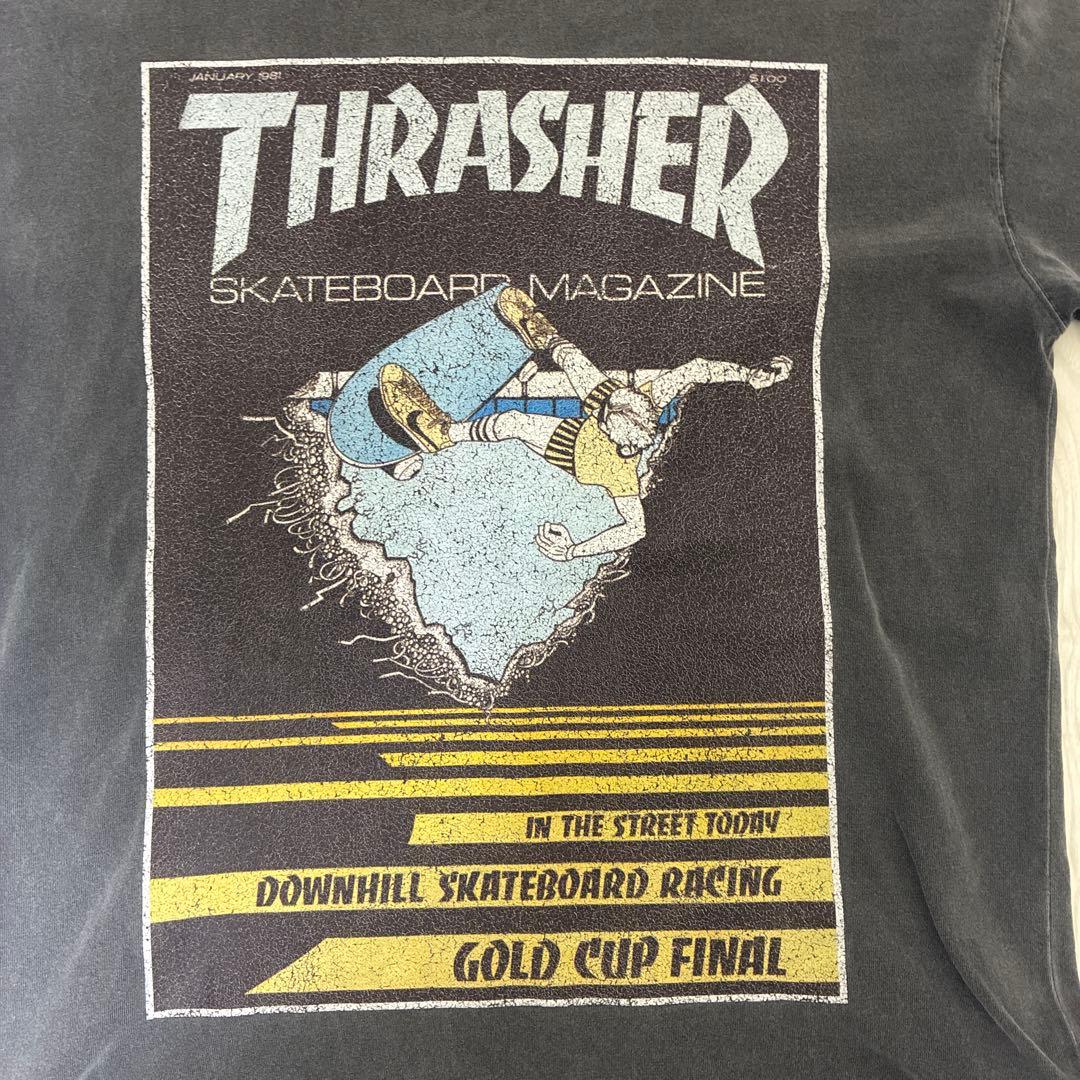 JANUARY 1981 $1.00
THRASHER
SKATEBOARD MAGAZINE
IN THE STREET TODAY
DOWNHILL SKATEBOARD RACING
GOLD CUP FINAL